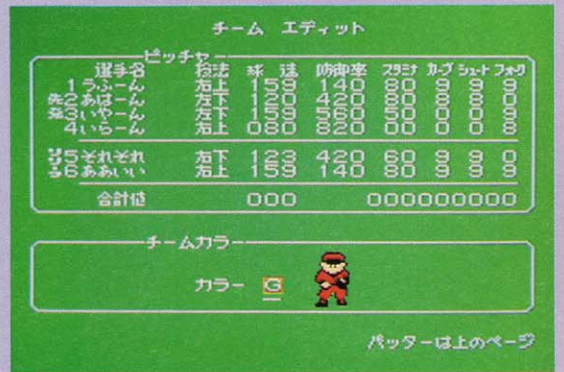 チーム エディット
ピッチャー
選手名 投法 球速 防御率 スタミナ カーブ シュート フォーク
1うふーん 右上 159 140 80 9 9 9
先2あはーん 左下 120 420 80 8 8 0
発3いやーん 左下 159 560 50 0 0 9
4いらーん 右上 080 820 00 0 0 8
リリ5それそれ 右下 123 420 60 9 9 0
ーフ6ああいい 右上 159 140 80 9 9 9
合計値 000 000000000
チームカラー
カラー G
バッターは上のページ